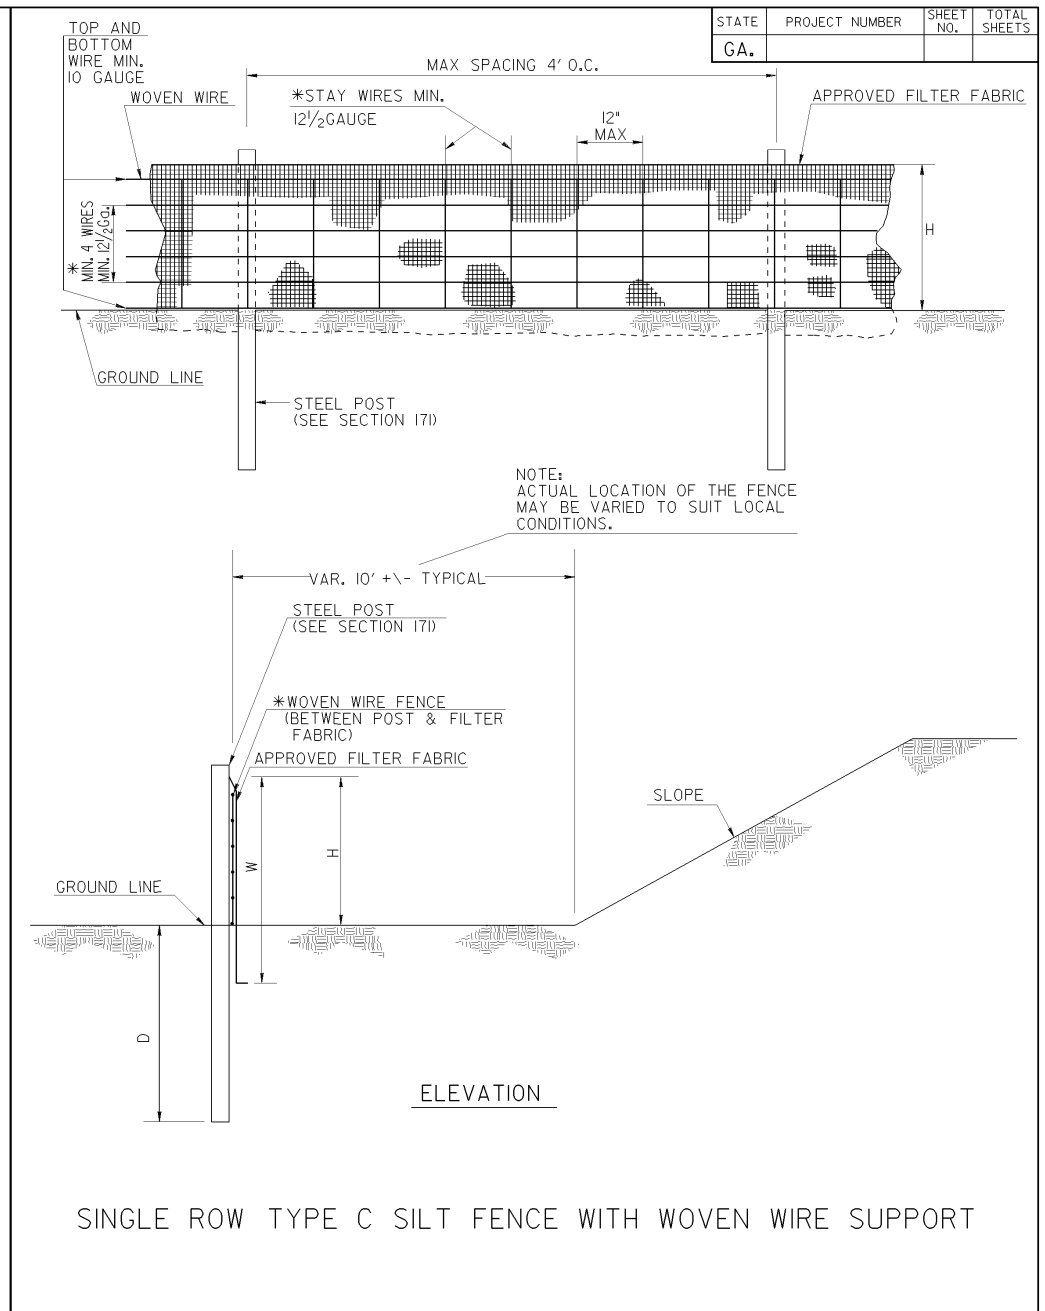 STATE PROJECT NUMBER SHEET NO. TOTAL SHEETS
GA.
TOP AND
BOTTOM
WIRE MIN.
10 GAUGE
MAX SPACING 4' O.C.
WOVEN WIRE
*STAY WIRES MIN.
12 1/2 GAUGE
12"
MAX
APPROVED FILTER FABRIC
*
MIN. 4 WIRES
MIN. 12 1/2 Ga.
H
GROUND LINE
STEEL POST
(SEE SECTION 171)
NOTE:
ACTUAL LOCATION OF THE FENCE
MAY BE VARIED TO SUIT LOCAL
CONDITIONS.
VAR. 10' +\- TYPICAL
STEEL POST
(SEE SECTION 171)
*WOVEN WIRE FENCE
(BETWEEN POST & FILTER
FABRIC)
APPROVED FILTER FABRIC
SLOPE
W
H
GROUND LINE
D
ELEVATION
SINGLE ROW TYPE C SILT FENCE WITH WOVEN WIRE SUPPORT